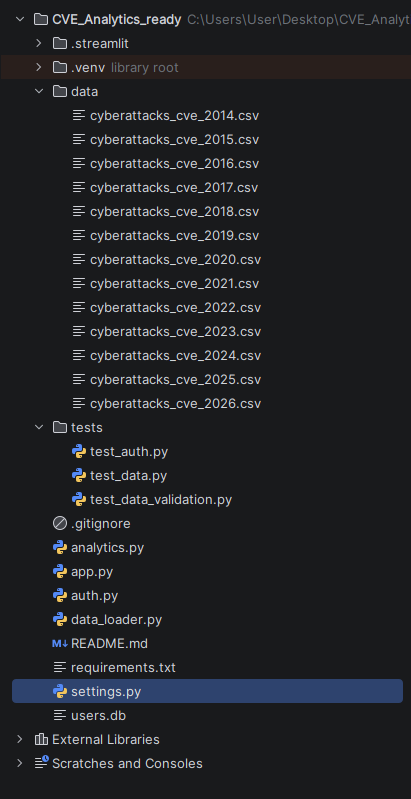 CVE_Analytics_ready C:\Users\User\Desktop\CVE_Analyt
.streamlit
.venv library root
data
cyberattacks_cve_2014.csv
cyberattacks_cve_2015.csv
cyberattacks_cve_2016.csv
cyberattacks_cve_2017.csv
cyberattacks_cve_2018.csv
cyberattacks_cve_2019.csv
cyberattacks_cve_2020.csv
cyberattacks_cve_2021.csv
cyberattacks_cve_2022.csv
cyberattacks_cve_2023.csv
cyberattacks_cve_2024.csv
cyberattacks_cve_2025.csv
cyberattacks_cve_2026.csv
tests
test_auth.py
test_data.py
test_data_validation.py
.gitignore
analytics.py
app.py
auth.py
data_loader.py
M↓ README.md
requirements.txt
settings.py
users.db
External Libraries
Scratches and Consoles